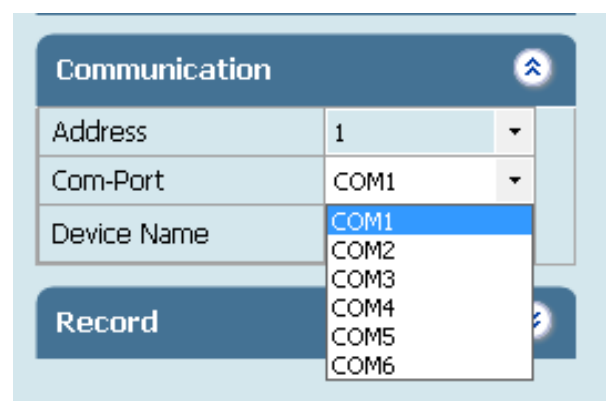 Communication
Address 1
Com-Port COM1
Device Name COM1
COM2
COM3
Record COM4
COM5
COM6